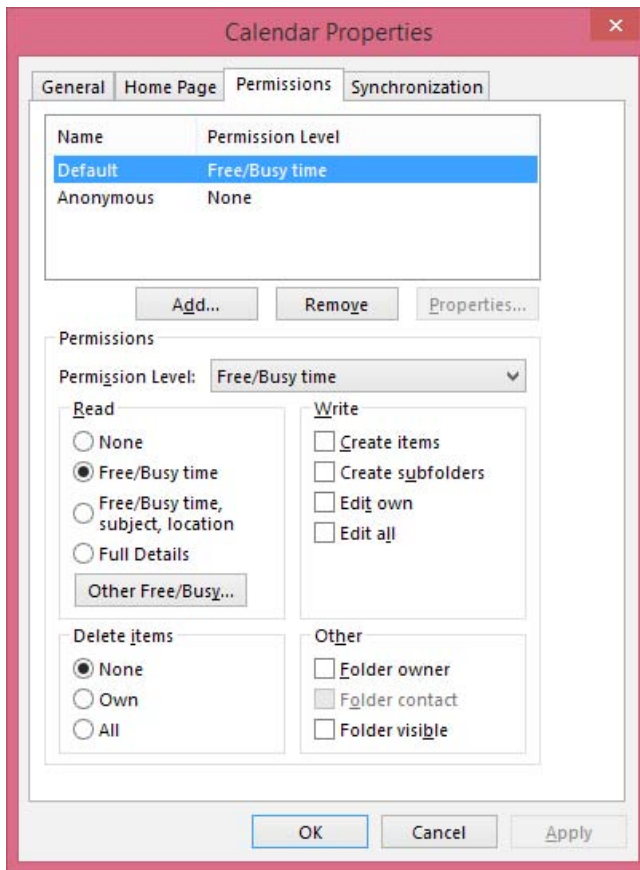 Calendar Properties
×
General Home Page Permissions Synchronization
Name Permission Level
Default Free/Busy time
Anonymous None
Add... Remove Properties...
Permissions
Permission Level: Free/Busy time
Read
None
Free/Busy time
Free/Busy time,
subject, location
Full Details
Other Free/Busy...
Write
Create items
Create subfolders
Edit own
Edit all
Delete items
None
Own
All
Other
Folder owner
Folder contact
Folder visible
OK Cancel Apply